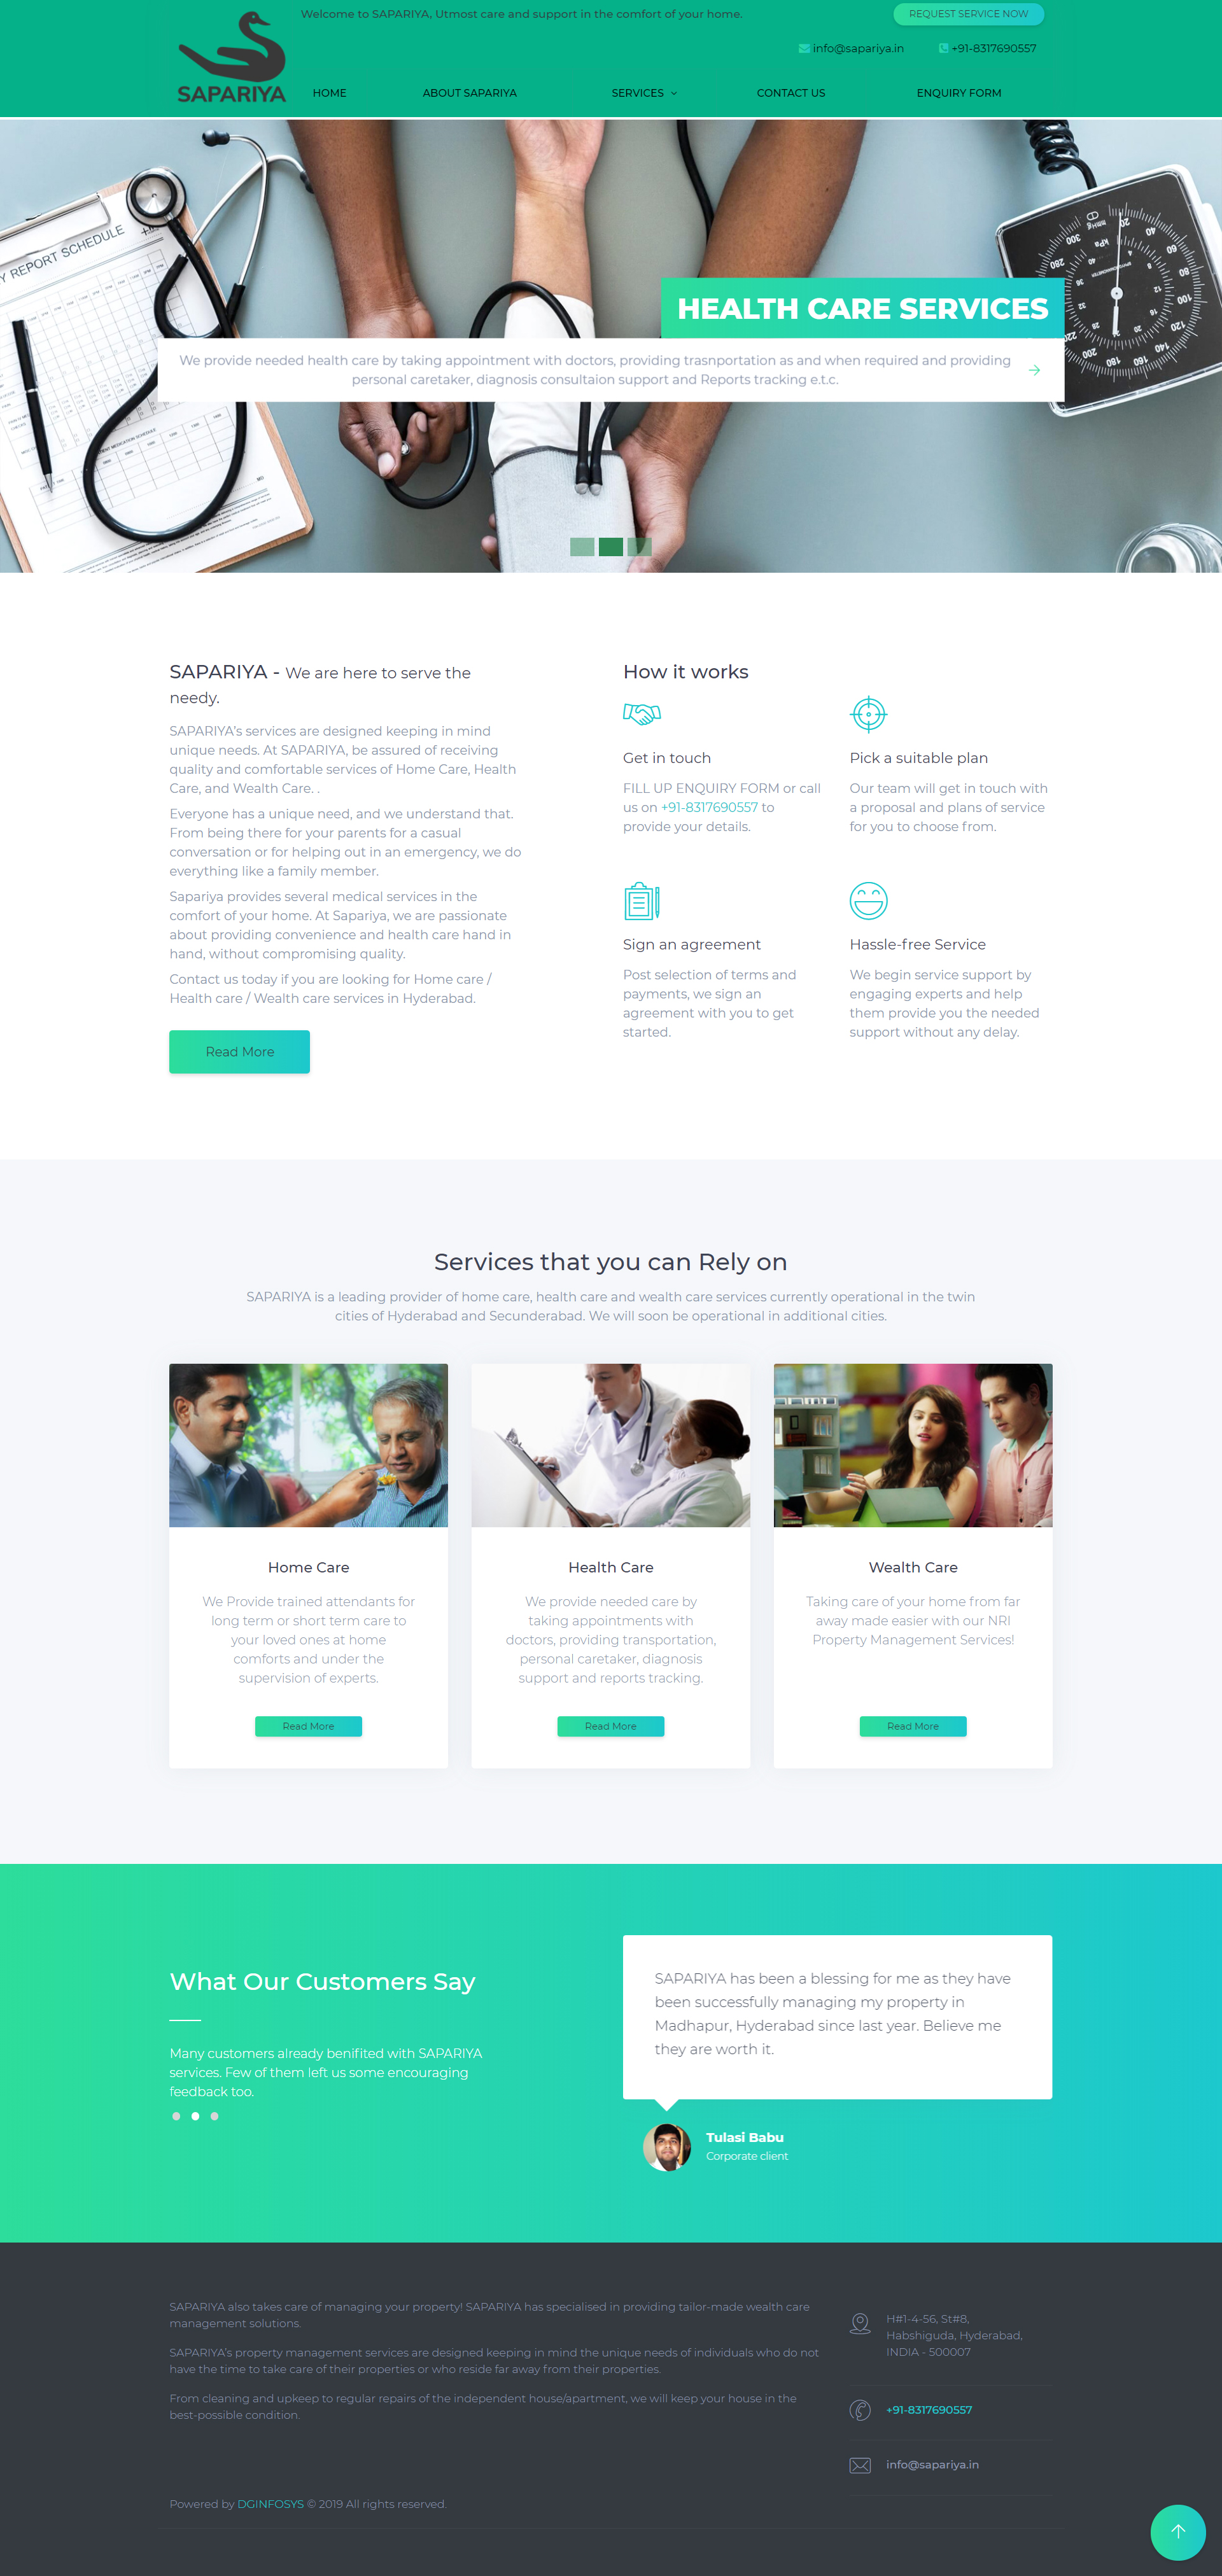 Welcome to SAPARIYA, Utmost care and support in the comfort of your home.
REQUEST SERVICE NOW
info@sapariya.in
+91-8317690557
SAPARIYA
HOME
ABOUT SAPARIYA
SERVICES
CONTACT US
ENQUIRY FORM
Y REPORT SCHEDULE
HEALTH CARE SERVICES
We provide needed health care by taking appointment with doctors, providing trasnportation as and when required and providing
personal caretaker, diagnosis consultaion support and Reports tracking e.t.c.
SAPARIYA - We are here to serve the
needy.
SAPARIYA's services are designed keeping in mind
unique needs. At SAPARIYA, be assured of receiving
quality and comfortable services of Home Care, Health
Care, and Wealth Care. .
Everyone has a unique need, and we understand that.
From being there for your parents for a casual
conversation or for helping out in an emergency, we do
everything like a family member.
Sapariya provides several medical services in the
comfort of your home. At Sapariya, we are passionate
about providing convenience and health care hand in
hand, without compromising quality.
Contact us today if you are looking for Home care /
Health care / Wealth care services in Hyderabad.
Read More
How it works
Get in touch
FILL UP ENQUIRY FORM or call
us on +91-8317690557 to
provide your details.
Pick a suitable plan
Our team will get in touch with
a proposal and plans of service
for you to choose from.
Sign an agreement
Post selection of terms and
payments, we sign an
agreement with you to get
started.
Hassle-free Service
We begin service support by
engaging experts and help
them provide you the needed
support without any delay.
Services that you can Rely on
SAPARIYA is a leading provider of home care, health care and wealth care services currently operational in the twin
cities of Hyderabad and Secunderabad. We will soon be operational in additional cities.
Home Care
We Provide trained attendants for
long term or short term care to
your loved ones at home
comforts and under the
supervision of experts.
Read More
Health Care
We provide needed care by
taking appointments with
doctors, providing transportation,
personal caretaker, diagnosis
support and reports tracking.
Read More
Wealth Care
Taking care of your home from far
away made easier with our NRI
Property Management Services!
Read More
What Our Customers Say
Many customers already benifited with SAPARIYA
services. Few of them left us some encouraging
feedback too.
SAPARIYA has been a blessing for me as they have
been successfully managing my property in
Madhapur, Hyderabad since last year. Believe me
they are worth it.
Tulasi Babu
Corporate client
SAPARIYA also takes care of managing your property! SAPARIYA has specialised in providing tailor-made wealth care
management solutions.
SAPARIYA's property management services are designed keeping in mind the unique needs of individuals who do not
have the time to take care of their properties or who reside far away from their properties.
From cleaning and upkeep to regular repairs of the independent house/apartment, we will keep your house in the
best-possible condition.
H#1-4-56, St#8,
Habshiguda, Hyderabad,
INDIA - 500007
+91-8317690557
info@sapariya.in
Powered by DGINFOSYS © 2019 All rights reserved.